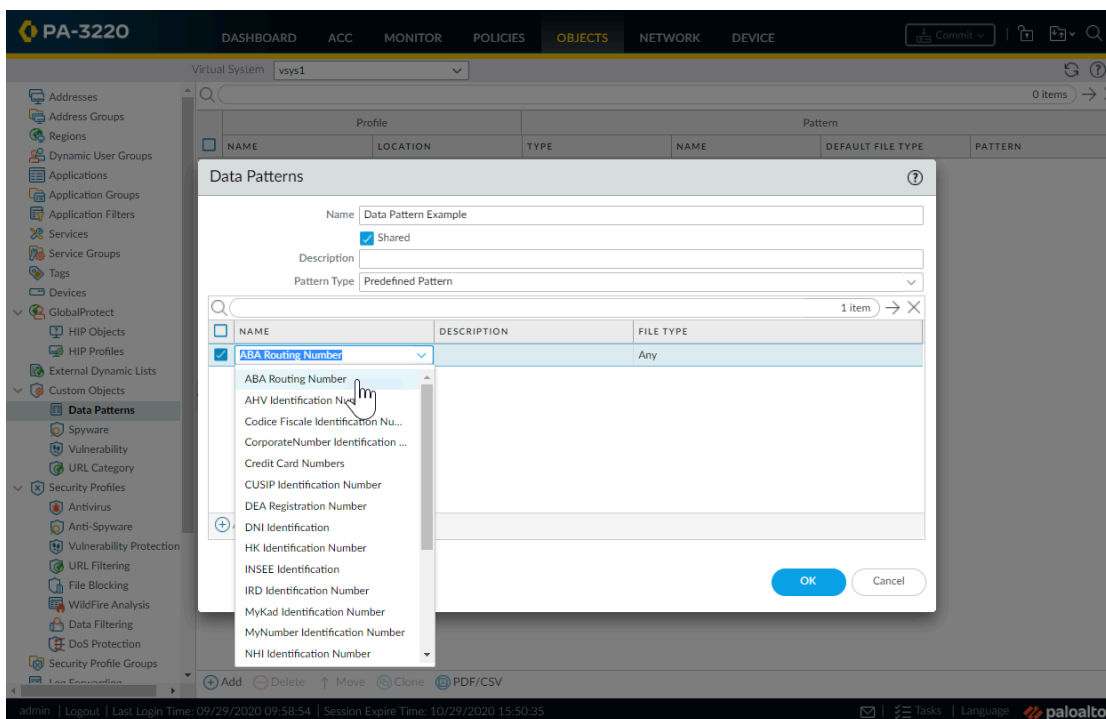 PA-3220
DASHBOARD ACC MONITOR POLICIES OBJECTS NETWORK DEVICE Commit
Virtual System vsys1
Addresses
Address Groups
Regions
Dynamic User Groups
Applications
Application Groups
Application Filters
Services
Service Groups
Tags
Devices
GlobalProtect
HIP Objects
HIP Profiles
External Dynamic Lists
Custom Objects
Data Patterns
Spyware
Vulnerability
URL Category
Security Profiles
Antivirus
Anti-Spyware
Vulnerability Protection
URL Filtering
File Blocking
WildFire Analysis
Data Filtering
DoS Protection
Security Profile Groups
Log Forwarding
0 items
Profile Pattern
NAME LOCATION TYPE NAME DEFAULT FILE TYPE PATTERN
Data Patterns
Name Data Pattern Example
Shared
Description
Pattern Type Predefined Pattern
1 item
NAME DESCRIPTION FILE TYPE
ABA Routing Number Any
ABA Routing Number
AHV Identification
Codice Fiscale Identification Nu...
CorporateNumber Identification ...
Credit Card Numbers
CUSIP Identification Number
DEA Registration Number
DNI Identification
HK Identification Number
INSEE Identification
IRD Identification Number
MyKad Identification Number
MyNumber Identification Number
NHI Identification Number
OK Cancel
Add Delete Move Clone PDF/CSV
admin | Logout | Last Login Time: 09/29/2020 09:58:54 | Session Expire Time: 10/29/2020 15:50:35 Tasks | Language paloalto